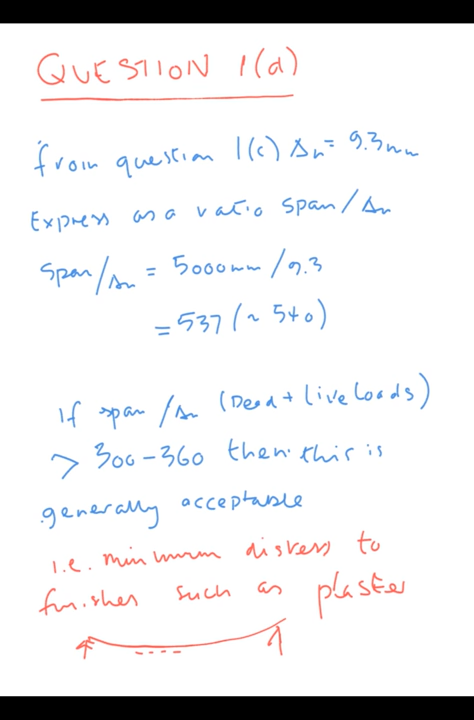 QUESTION 1(d)
from question 1(c) Δn = 9.3mm
Express as a ratio span/Δn
Span/Δn = 5000mm/9.3
= 537 (~ 540)
If span/Δn (Dead + live loads)
> 300-360 then this is
generally acceptable
i.e. minimum distress to
finishes such as plaster